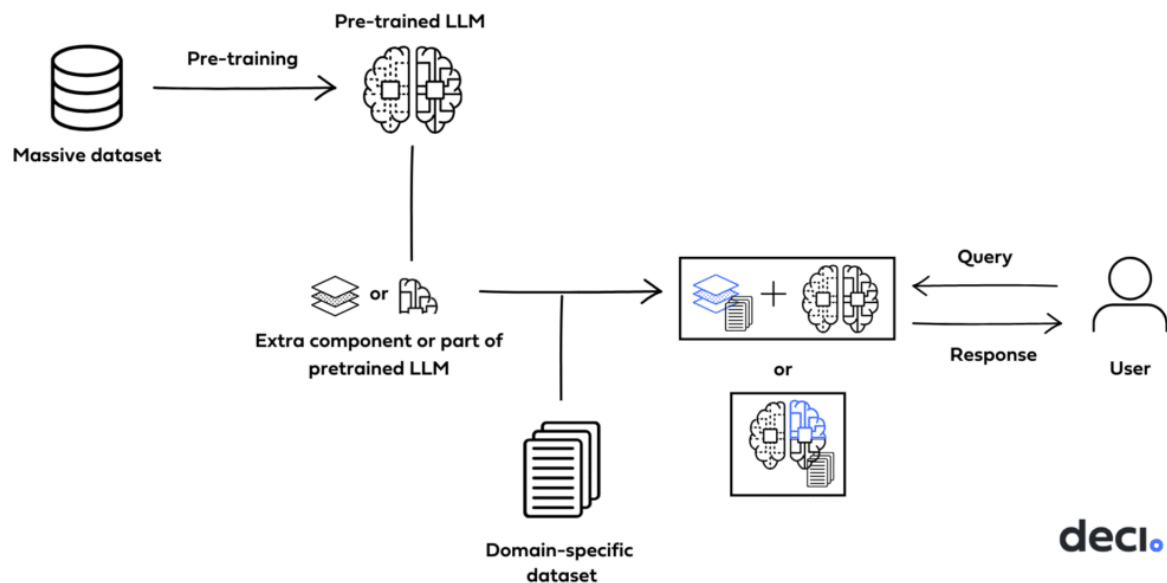 Pre-trained LLM
Pre-training
Massive dataset
or
Extra component or part of
pretrained LLM
Query
Response
User
or
Domain-specific
dataset
deci.